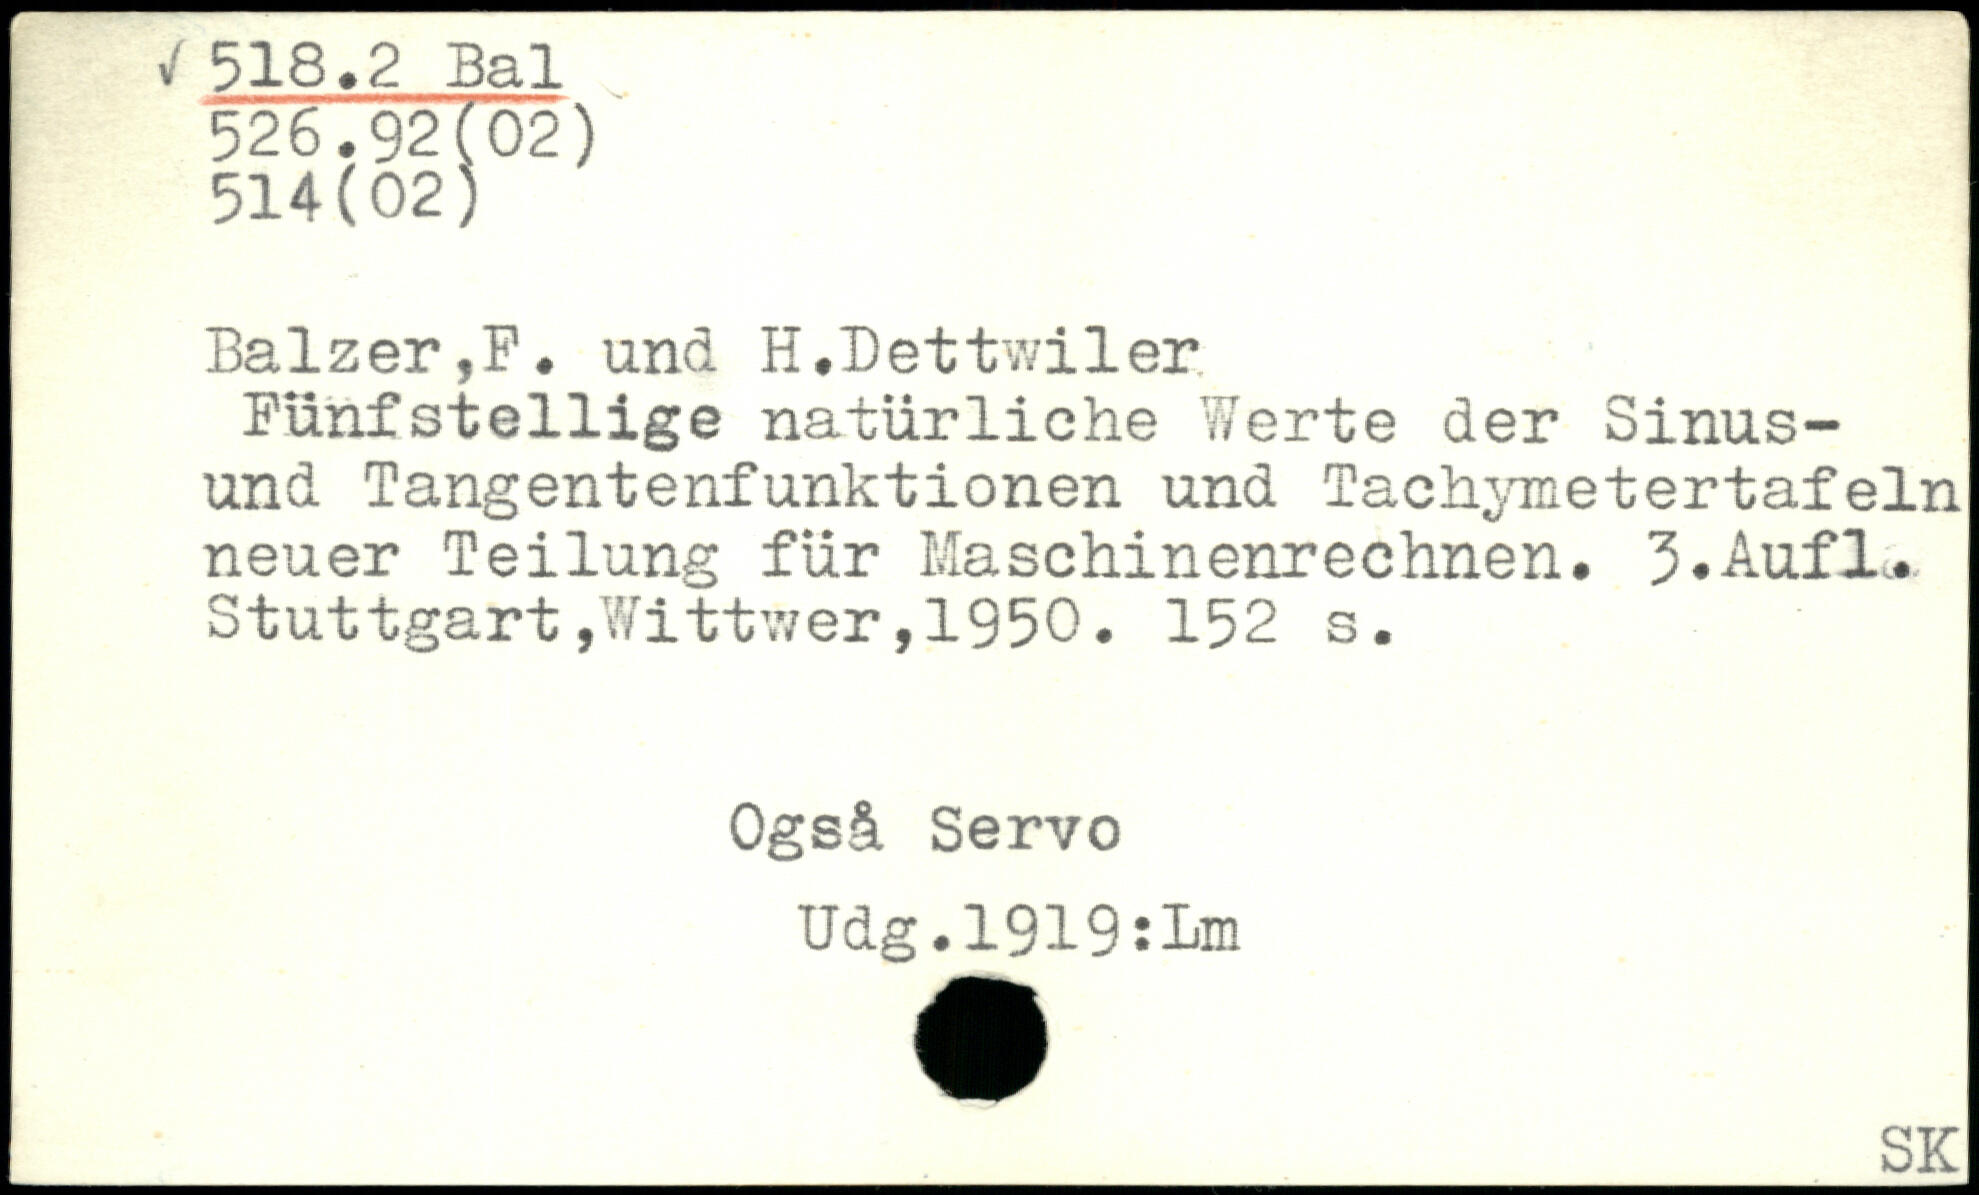 √ 518.2 Bal
526.92(02)
514(02)
Balzer,F. und H.Dettwiler
Fünfstellige natürliche Werte der Sinus-
und Tangentenfunktionen und Tachymetertafeln
neuer Teilung für Maschinenrechnen. 3.Aufl.
Stuttgart,Wittwer,1950. 152 s.
Også Servo
Udg.1919:Lm
SK